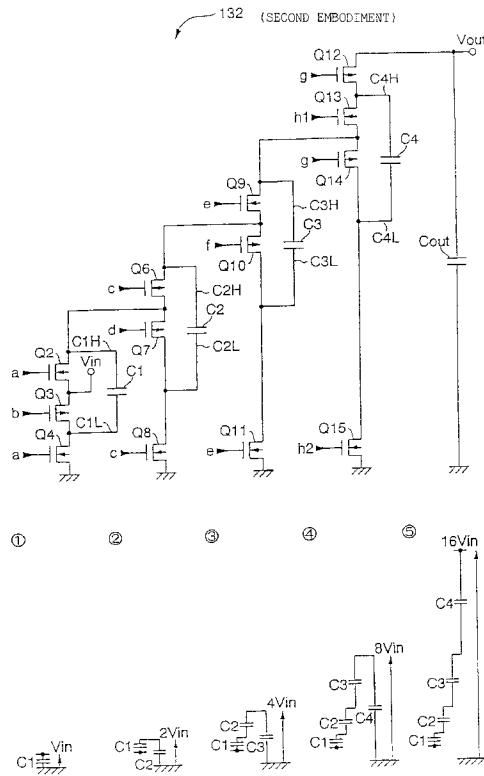 132 (SECOND EMBODIMENT)
Vout
Q12
g
C4H
Q13
h1
C4
g
Q14
Q9
e
C3H
C4L
f
C3
Q10
C3L
Cout
Q6
c
C2H
C2
d
Q7
C2L
C1H
Vin
Q2
a
Q3
C1
b
C1L
Q4
a
Q8
c
Q11
e
Q15
h2
① ② ③ ④ ⑤
16Vin
C4
8Vin
C3
C3
4Vin
C2
C4
C2
2Vin
C2
C1
C3
C1
C1
Vin
C1
C1
C2